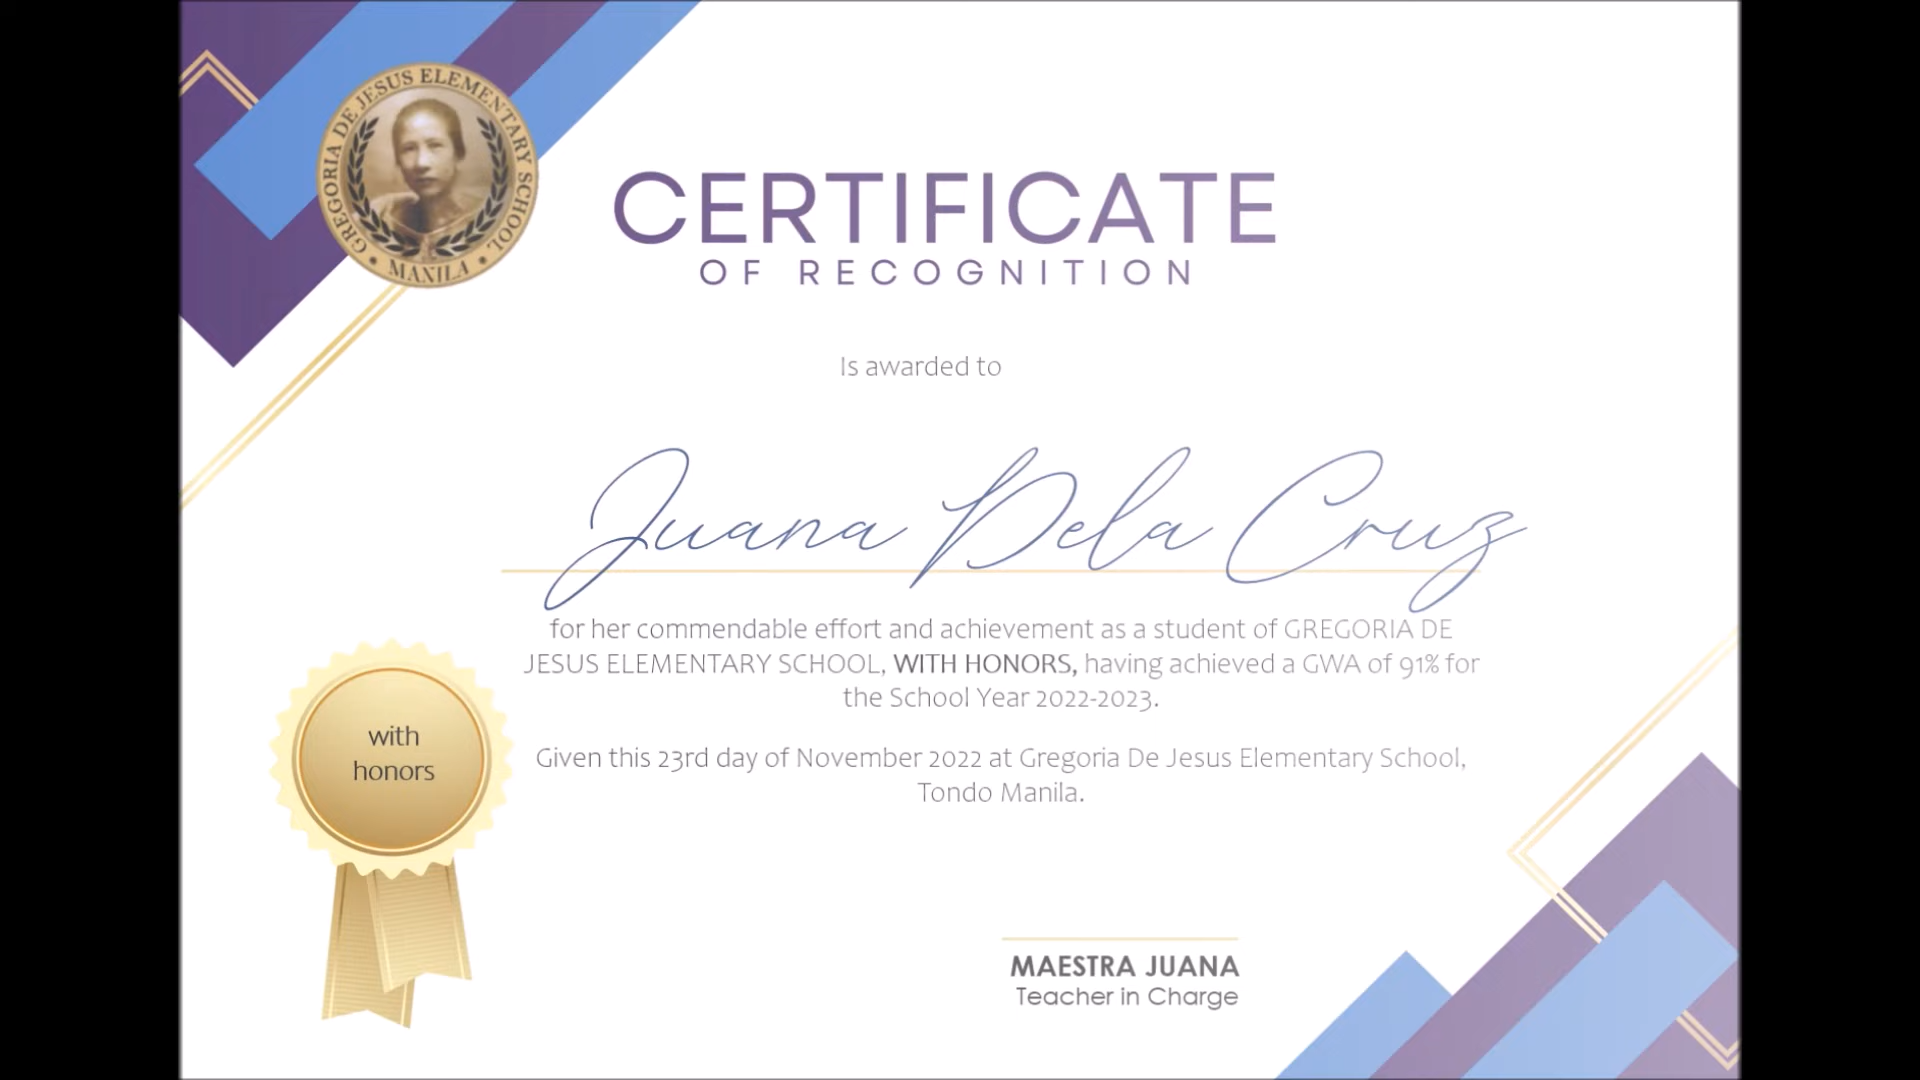 GREGORIA DE JESUS ELEMENTARY SCHOOL
MANILA
CERTIFICATE
OF RECOGNITION
Is awarded to
Juana Dela Cruz
for her commendable effort and achievement as a student of GREGORIA DE
JESUS ELEMENTARY SCHOOL, WITH HONORS, having achieved a GWA of 91% for
the School Year 2022-2023.
with
honors
Given this 23rd day of November 2022 at Gregoria De Jesus Elementary School,
Tondo Manila.
MAESTRA JUANA
Teacher in Charge